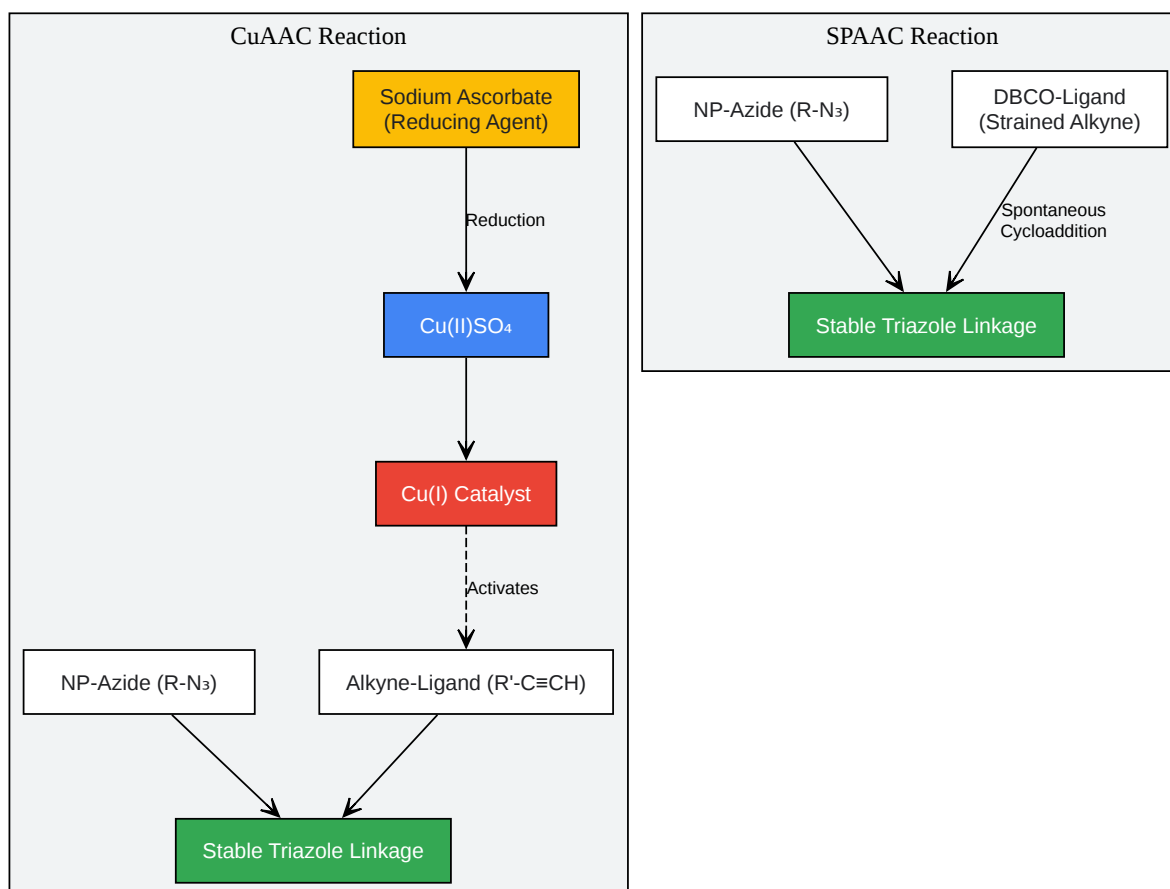 CuAAC Reaction
Sodium Ascorbate
(Reducing Agent)
Reduction
Cu(II)SO₄
Cu(I) Catalyst
Activates
NP-Azide (R-N₃)
Alkyne-Ligand (R'-C≡CH)
Stable Triazole Linkage
SPAAC Reaction
NP-Azide (R-N₃)
DBCO-Ligand
(Strained Alkyne)
Spontaneous
Cycloaddition
Stable Triazole Linkage